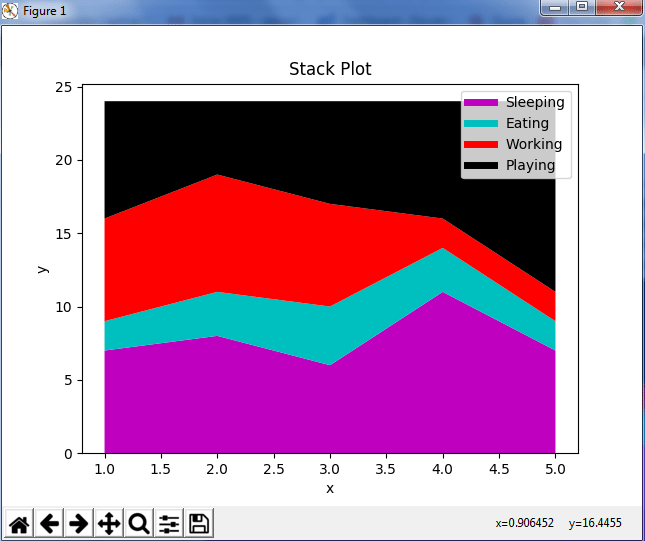 Figure 1
Stack Plot
Sleeping
Eating
Working
Playing
25
20
15
10
5
0
y
1.0 1.5 2.0 2.5 3.0 3.5 4.0 4.5 5.0
x
x=0.906452 y=16.4455